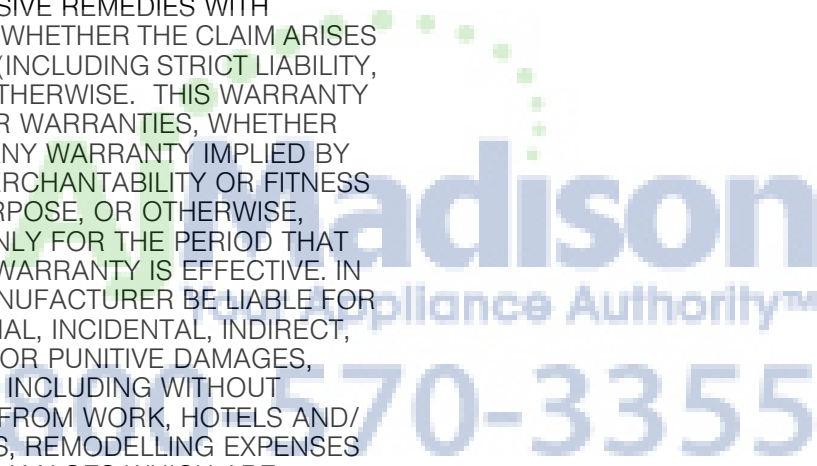 SIVE REMEDIES WITH
WHETHER THE CLAIM ARISES
(INCLUDING STRICT LIABILITY,
THERWISE. THIS WARRANTY
R WARRANTIES, WHETHER
ANY WARRANTY IMPLIED BY
ERCHANTABILITY OR FITNESS
RPOSE, OR OTHERWISE,
NLY FOR THE PERIOD THAT
WARRANTY IS EFFECTIVE. IN
NUFACTURER BE LIABLE FOR
IAL, INCIDENTAL, INDIRECT,
OR PUNITIVE DAMAGES,
INCLUDING WITHOUT
FROM WORK, HOTELS AND/
S, REMODELLING EXPENSES
AJ Madison
Your Appliance Authority™
800-570-3355